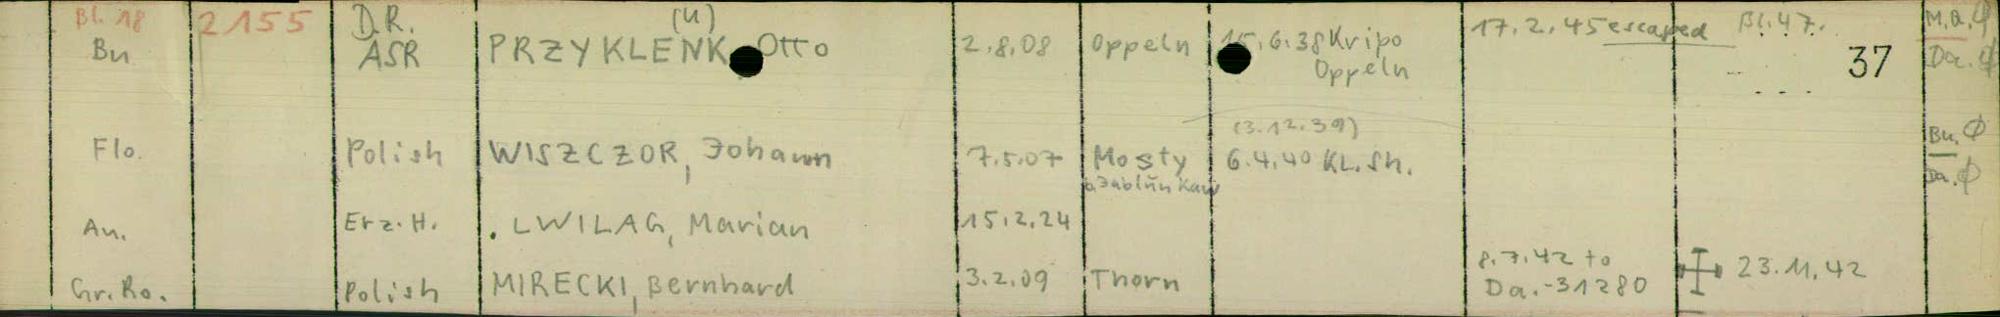 Bl. 18 2155 D.R. (U) 17.2.45 escaped Bl. 47. M.a. ϕ
Bu ASR PRZYKLENK, Otto 2.8.08 Oppeln 15.6.38 Kripo 37 Da. ϕ
Oppeln
(3.12.39) Bu. ϕ
Flo. Polish WISZCZOR, Johann 7.5.07 Mosty 6.4.40 KL. Sh.
b. Jablunkau Da. ϕ
Au. Erz. H. . LWILAG, Marian 15.2.24
8.7.42 to
Gr. Ro. Polish MIRECKI, Bernhard 3.2.09 Thorn Da. -31280 23.11.42